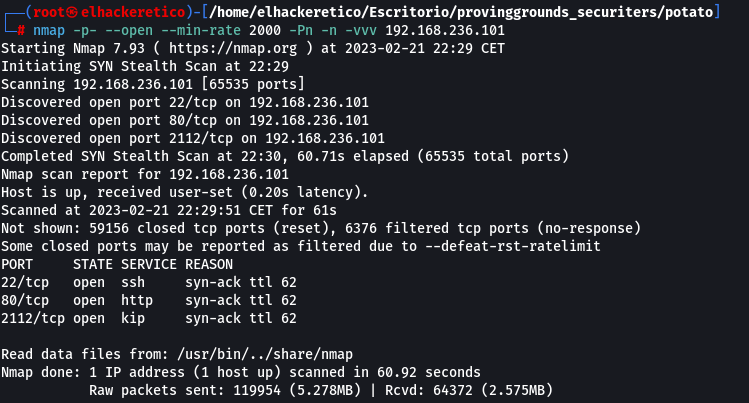 ┌──(root㉿elhackeretico)-[/home/elhackeretico/Escritorio/provinggrounds_securiters/potato]
└─# nmap -p- --open --min-rate 2000 -Pn -n -vvv 192.168.236.101
Starting Nmap 7.93 ( https://nmap.org ) at 2023-02-21 22:29 CET
Initiating SYN Stealth Scan at 22:29
Scanning 192.168.236.101 [65535 ports]
Discovered open port 22/tcp on 192.168.236.101
Discovered open port 80/tcp on 192.168.236.101
Discovered open port 2112/tcp on 192.168.236.101
Completed SYN Stealth Scan at 22:30, 60.71s elapsed (65535 total ports)
Nmap scan report for 192.168.236.101
Host is up, received user-set (0.20s latency).
Scanned at 2023-02-21 22:29:51 CET for 61s
Not shown: 59156 closed tcp ports (reset), 6376 filtered tcp ports (no-response)
Some closed ports may be reported as filtered due to --defeat-rst-ratelimit
PORT     STATE SERVICE REASON
22/tcp   open  ssh     syn-ack ttl 62
80/tcp   open  http    syn-ack ttl 62
2112/tcp open  kip     syn-ack ttl 62
Read data files from: /usr/bin/../share/nmap
Nmap done: 1 IP address (1 host up) scanned in 60.92 seconds
           Raw packets sent: 119954 (5.278MB) | Rcvd: 64372 (2.575MB)